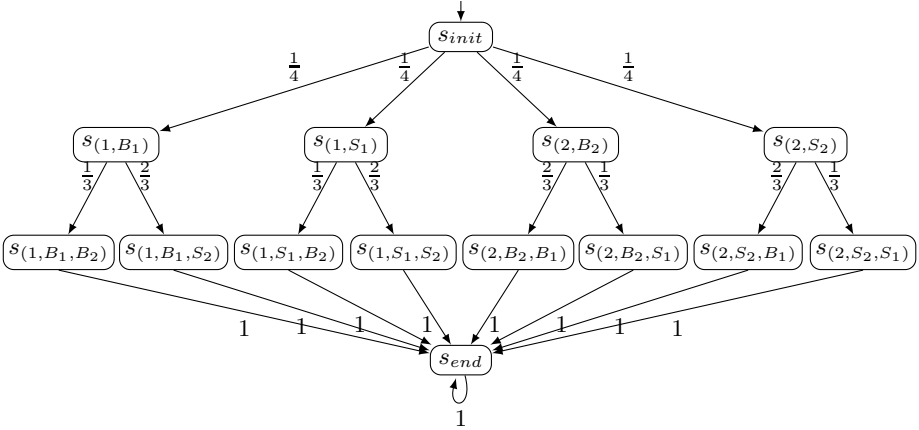 s_{init}
1/4 1/4 1/4 1/4
s_{(1,B_1)} s_{(1,S_1)} s_{(2,B_2)} s_{(2,S_2)}
1/3 2/3 1/3 2/3 2/3 1/3 2/3 1/3
s_{(1,B_1,B_2)} s_{(1,B_1,S_2)} s_{(1,S_1,B_2)} s_{(1,S_1,S_2)} s_{(2,B_2,B_1)} s_{(2,B_2,S_1)} s_{(2,S_2,B_1)} s_{(2,S_2,S_1)}
1 1 1 1 1 1 1 1
s_{end}
1